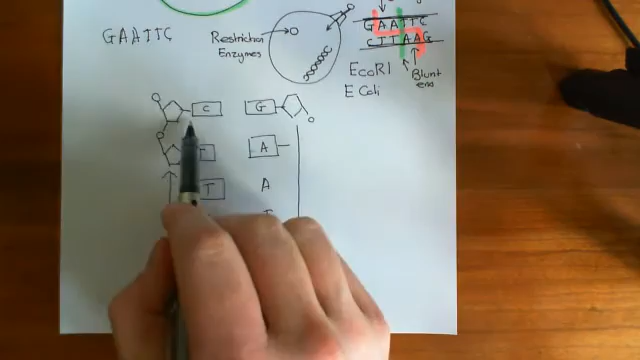 GAATTC
Restriction
Enzymes
GAATTC
CTTAAG
EcoRI
E Coli
Blunt
end
C G
T A
T A